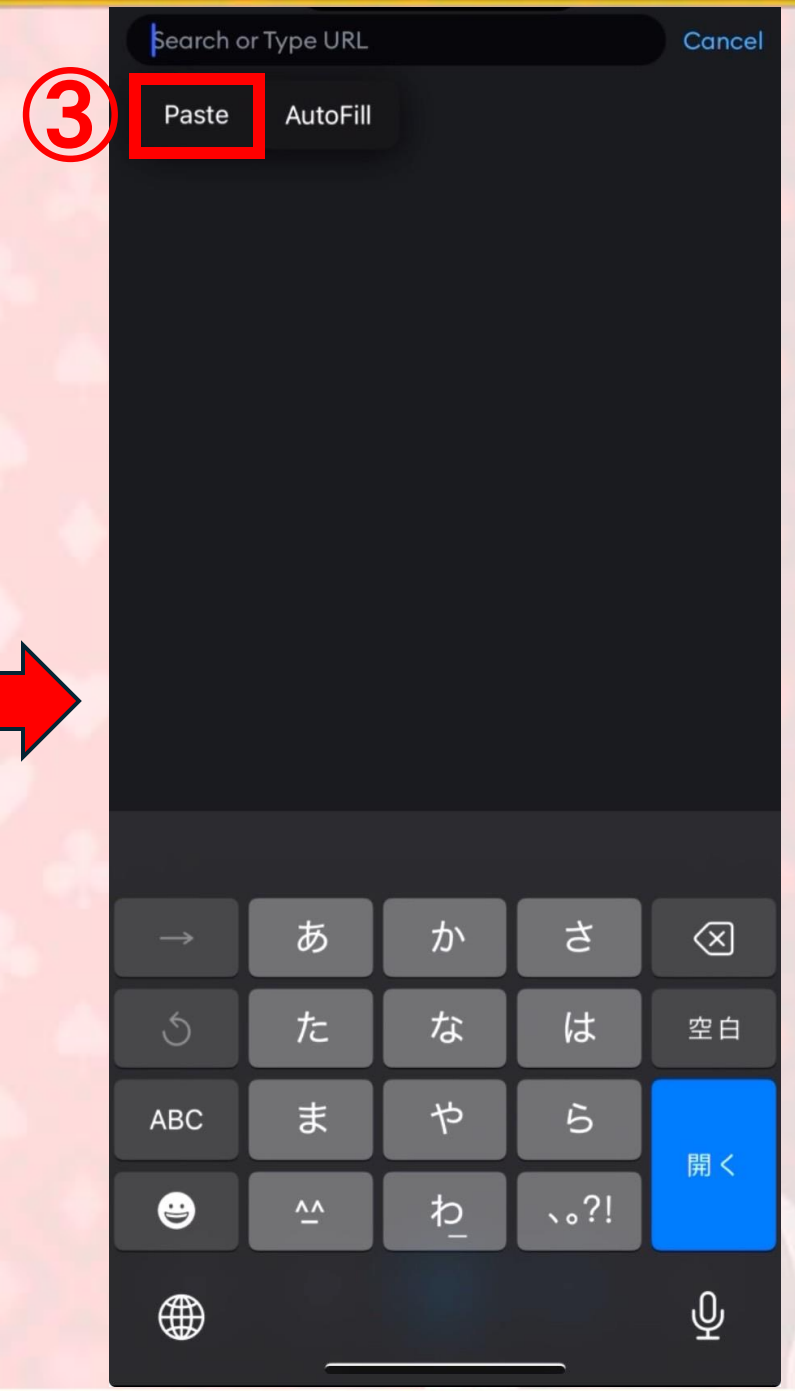 Search or Type URL Cancel
③ Paste AutoFill
→ あ か さ
た な は 空白
ABC ま や ら
開く
^^ わ 、。?!